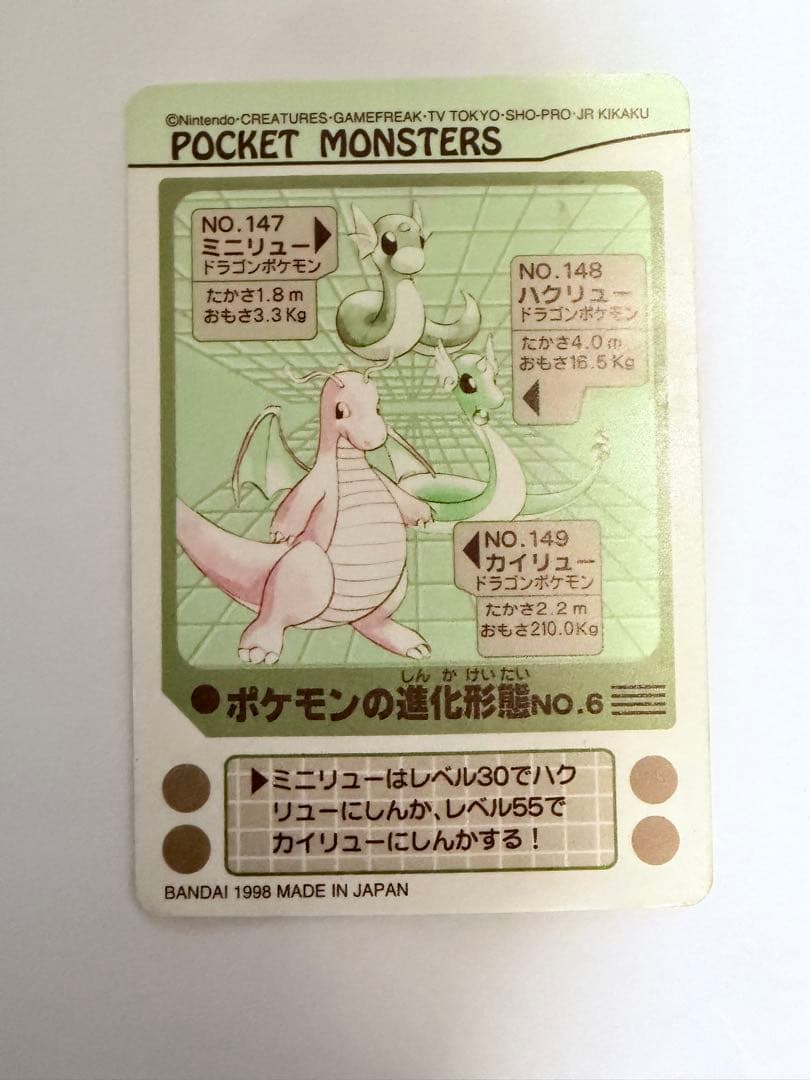 ©Nintendo·CREATURES·GAMEFREAK·TV TOKYO·SHO-PRO·JR KIKAKU
POCKET MONSTERS
NO.147
ミニリュー
ドラゴンポケモン
たかさ1.8m
おもさ3.3Kg
NO.148
ハクリュー
ドラゴンポケモン
たかさ4.0m
おもさ16.5Kg
NO.149
カイリュー
ドラゴンポケモン
たかさ2.2m
おもさ210.0Kg
しんかけいたい
●ポケモンの進化形態NO.6
▶ミニリューはレベル30でハク
リューにしんか、レベル55で
カイリューにしんかする!
BANDAI 1998 MADE IN JAPAN